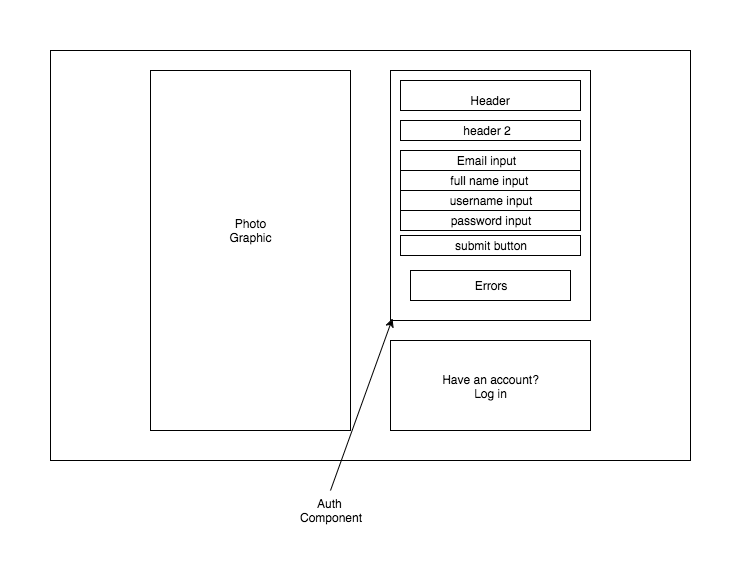 Photo
Graphic
Header
header 2
Email input
full name input
username input
password input
submit button
Errors
Have an account?
Log in
Auth
Component